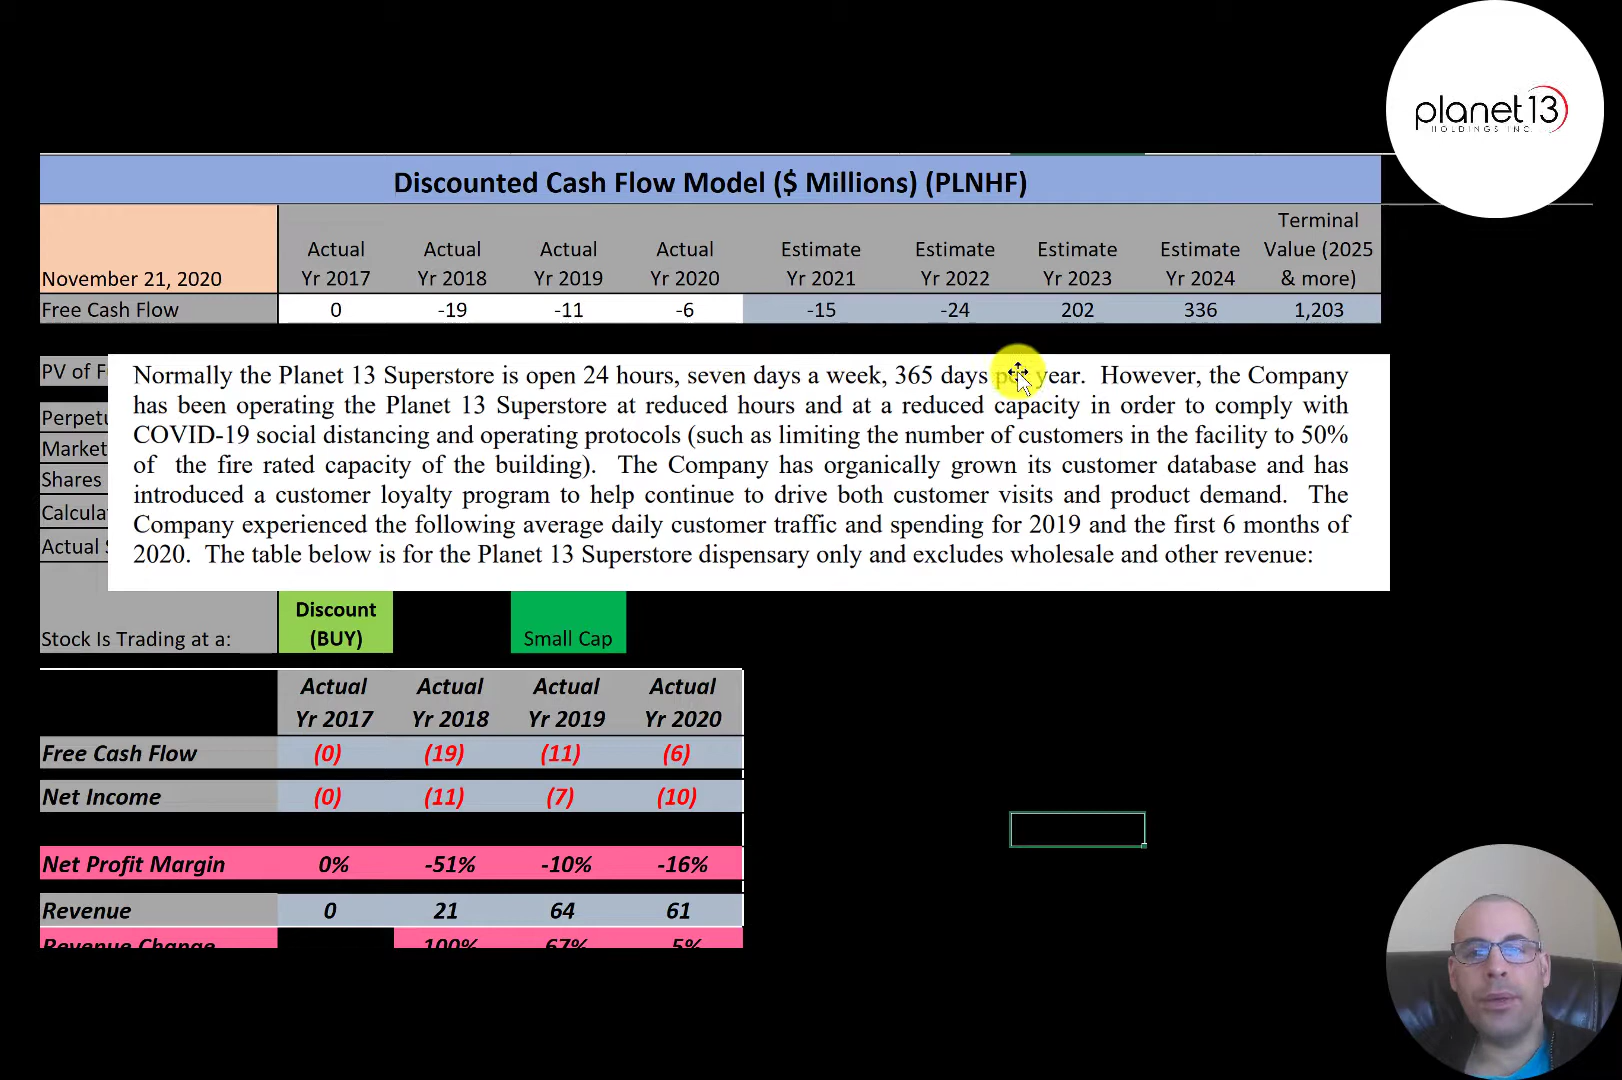 planet13
HOLDINGS INC.
Discounted Cash Flow Model ($ Millions) (PLNHF)
November 21, 2020 Actual Yr 2017 Actual Yr 2018 Actual Yr 2019 Actual Yr 2020 Estimate Yr 2021 Estimate Yr 2022 Estimate Yr 2023 Estimate Yr 2024 Terminal Value (2025 & more)
Free Cash Flow 0 -19 -11 -6 -15 -24 202 336 1,203
PV of F
Perpetu
Market
Shares
Calcula
Actual
Normally the Planet 13 Superstore is open 24 hours, seven days a week, 365 days per year. However, the Company
has been operating the Planet 13 Superstore at reduced hours and at a reduced capacity in order to comply with
COVID-19 social distancing and operating protocols (such as limiting the number of customers in the facility to 50%
of the fire rated capacity of the building). The Company has organically grown its customer database and has
introduced a customer loyalty program to help continue to drive both customer visits and product demand. The
Company experienced the following average daily customer traffic and spending for 2019 and the first 6 months of
2020. The table below is for the Planet 13 Superstore dispensary only and excludes wholesale and other revenue:
Stock Is Trading at a: Discount (BUY) Small Cap
Actual Yr 2017 Actual Yr 2018 Actual Yr 2019 Actual Yr 2020
Free Cash Flow (0) (19) (11) (6)
Net Income (0) (11) (7) (10)
Net Profit Margin 0% -51% -10% -16%
Revenue 0 21 64 61
Revenue Change 100% 67% 5%